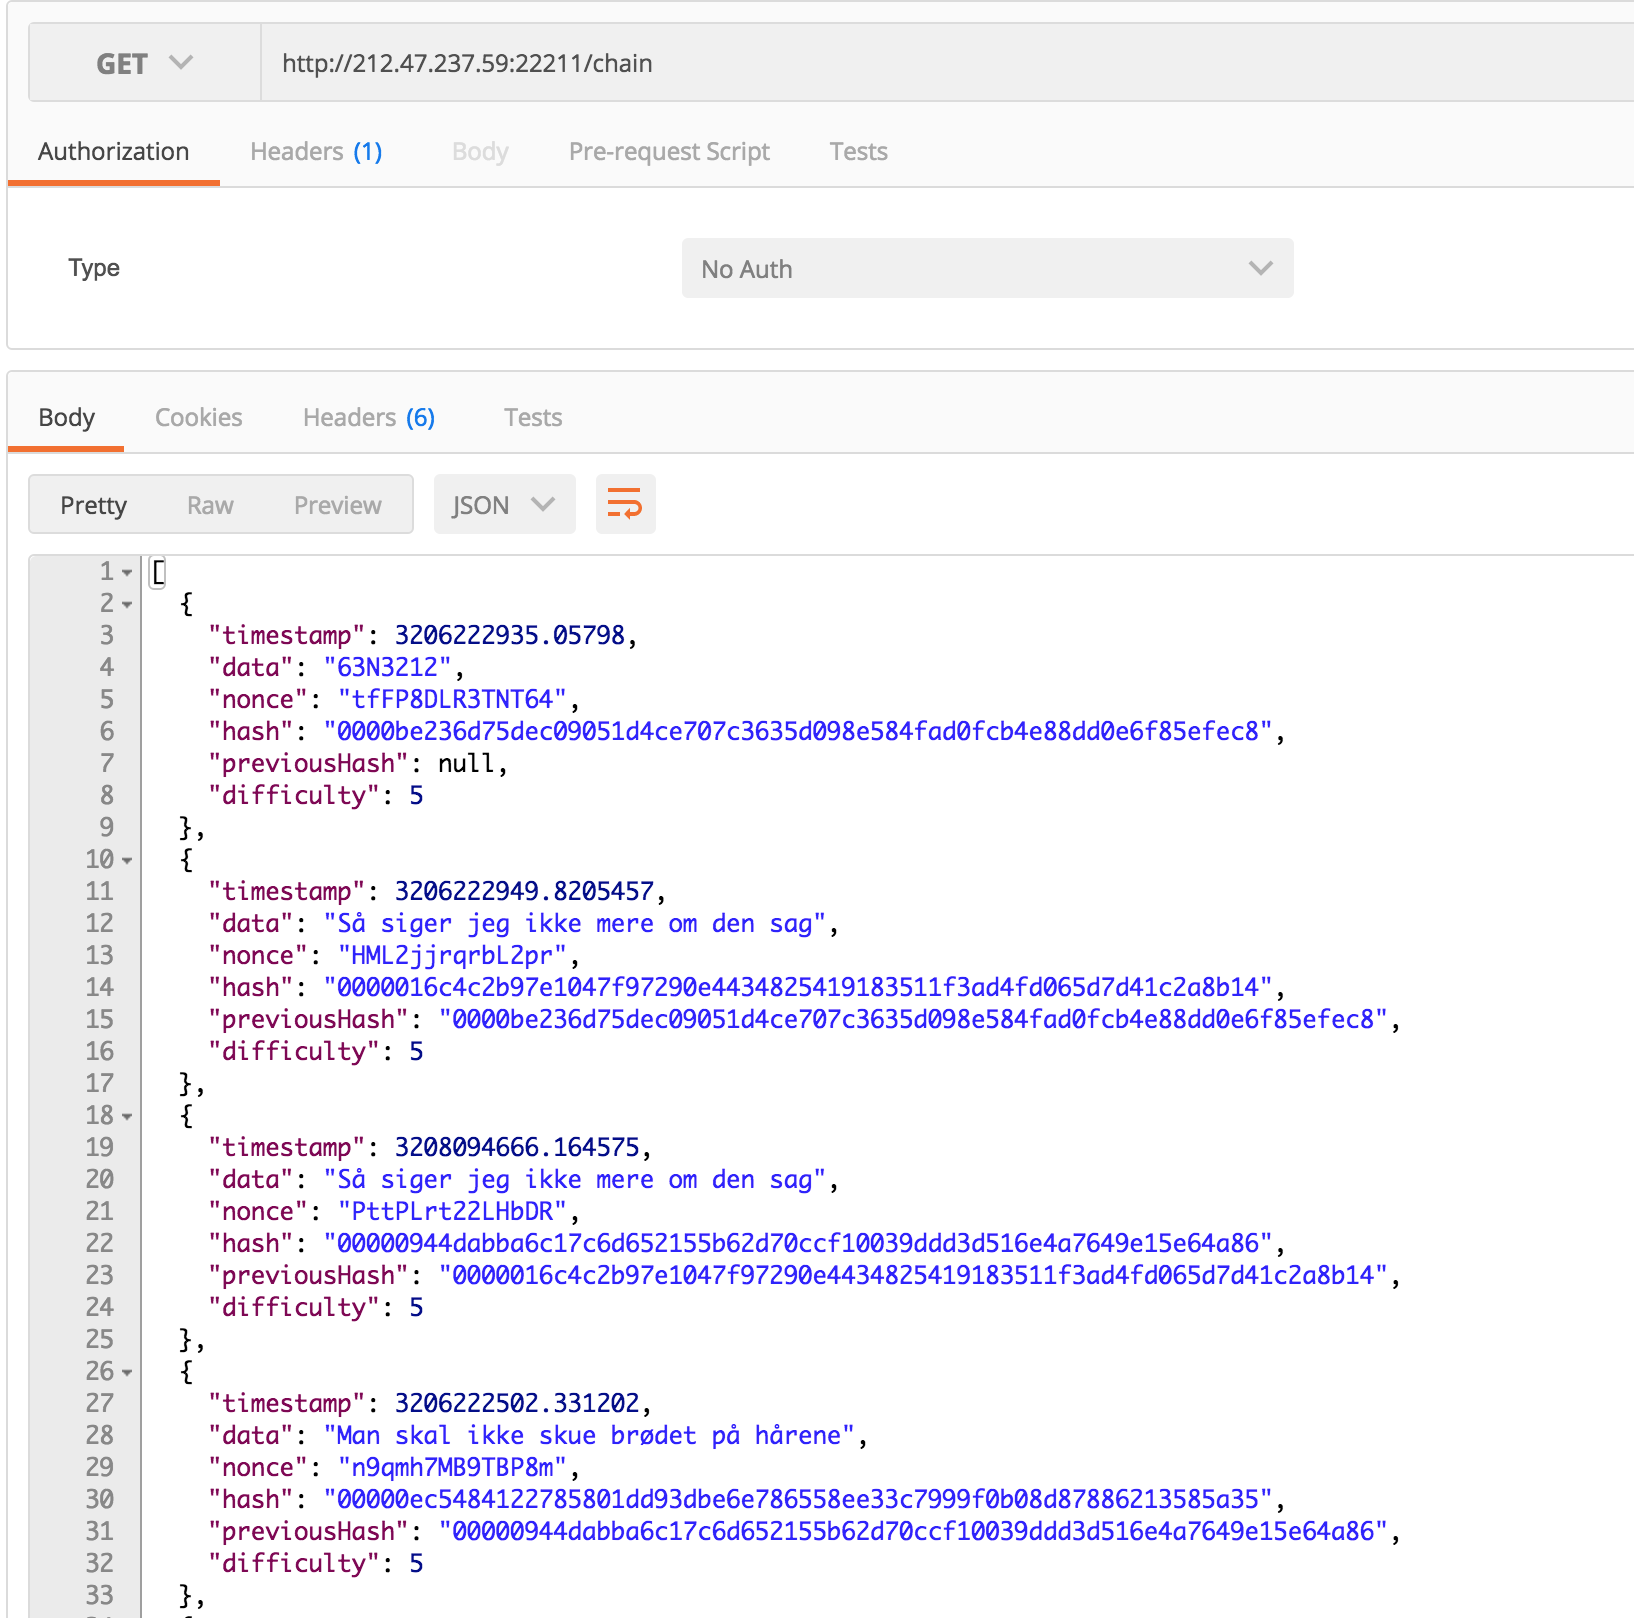 GET http://212.47.237.59:22211/chain
Authorization Headers (1) Body Pre-request Script Tests
Type No Auth
Body Cookies Headers (6) Tests
Pretty Raw Preview JSON
1 [
2 {
3 "timestamp": 3206222935.05798,
4 "data": "63N3212",
5 "nonce": "tfFP8DLR3TNT64",
6 "hash": "0000be236d75dec09051d4ce707c3635d098e584fad0fcb4e88dd0e6f85efec8",
7 "previousHash": null,
8 "difficulty": 5
9 },
10 {
11 "timestamp": 3206222949.8205457,
12 "data": "Så siger jeg ikke mere om den sag",
13 "nonce": "HML2jjrqrbL2pr",
14 "hash": "0000016c4c2b97e1047f97290e4434825419183511f3ad4fd065d7d41c2a8b14",
15 "previousHash": "0000be236d75dec09051d4ce707c3635d098e584fad0fcb4e88dd0e6f85efec8",
16 "difficulty": 5
17 },
18 {
19 "timestamp": 3208094666.164575,
20 "data": "Så siger jeg ikke mere om den sag",
21 "nonce": "PttPLrt22LHbDR",
22 "hash": "00000944dabba6c17c6d652155b62d70ccf10039ddd3d516e4a7649e15e64a86",
23 "previousHash": "0000016c4c2b97e1047f97290e4434825419183511f3ad4fd065d7d41c2a8b14",
24 "difficulty": 5
25 },
26 {
27 "timestamp": 3206222502.331202,
28 "data": "Man skal ikke skue brødet på hårene",
29 "nonce": "n9qmh7MB9TBP8m",
30 "hash": "00000ec5484122785801dd93dbe6e786558ee33c7999f0b08d87886213585a35",
31 "previousHash": "00000944dabba6c17c6d652155b62d70ccf10039ddd3d516e4a7649e15e64a86",
32 "difficulty": 5
33 },